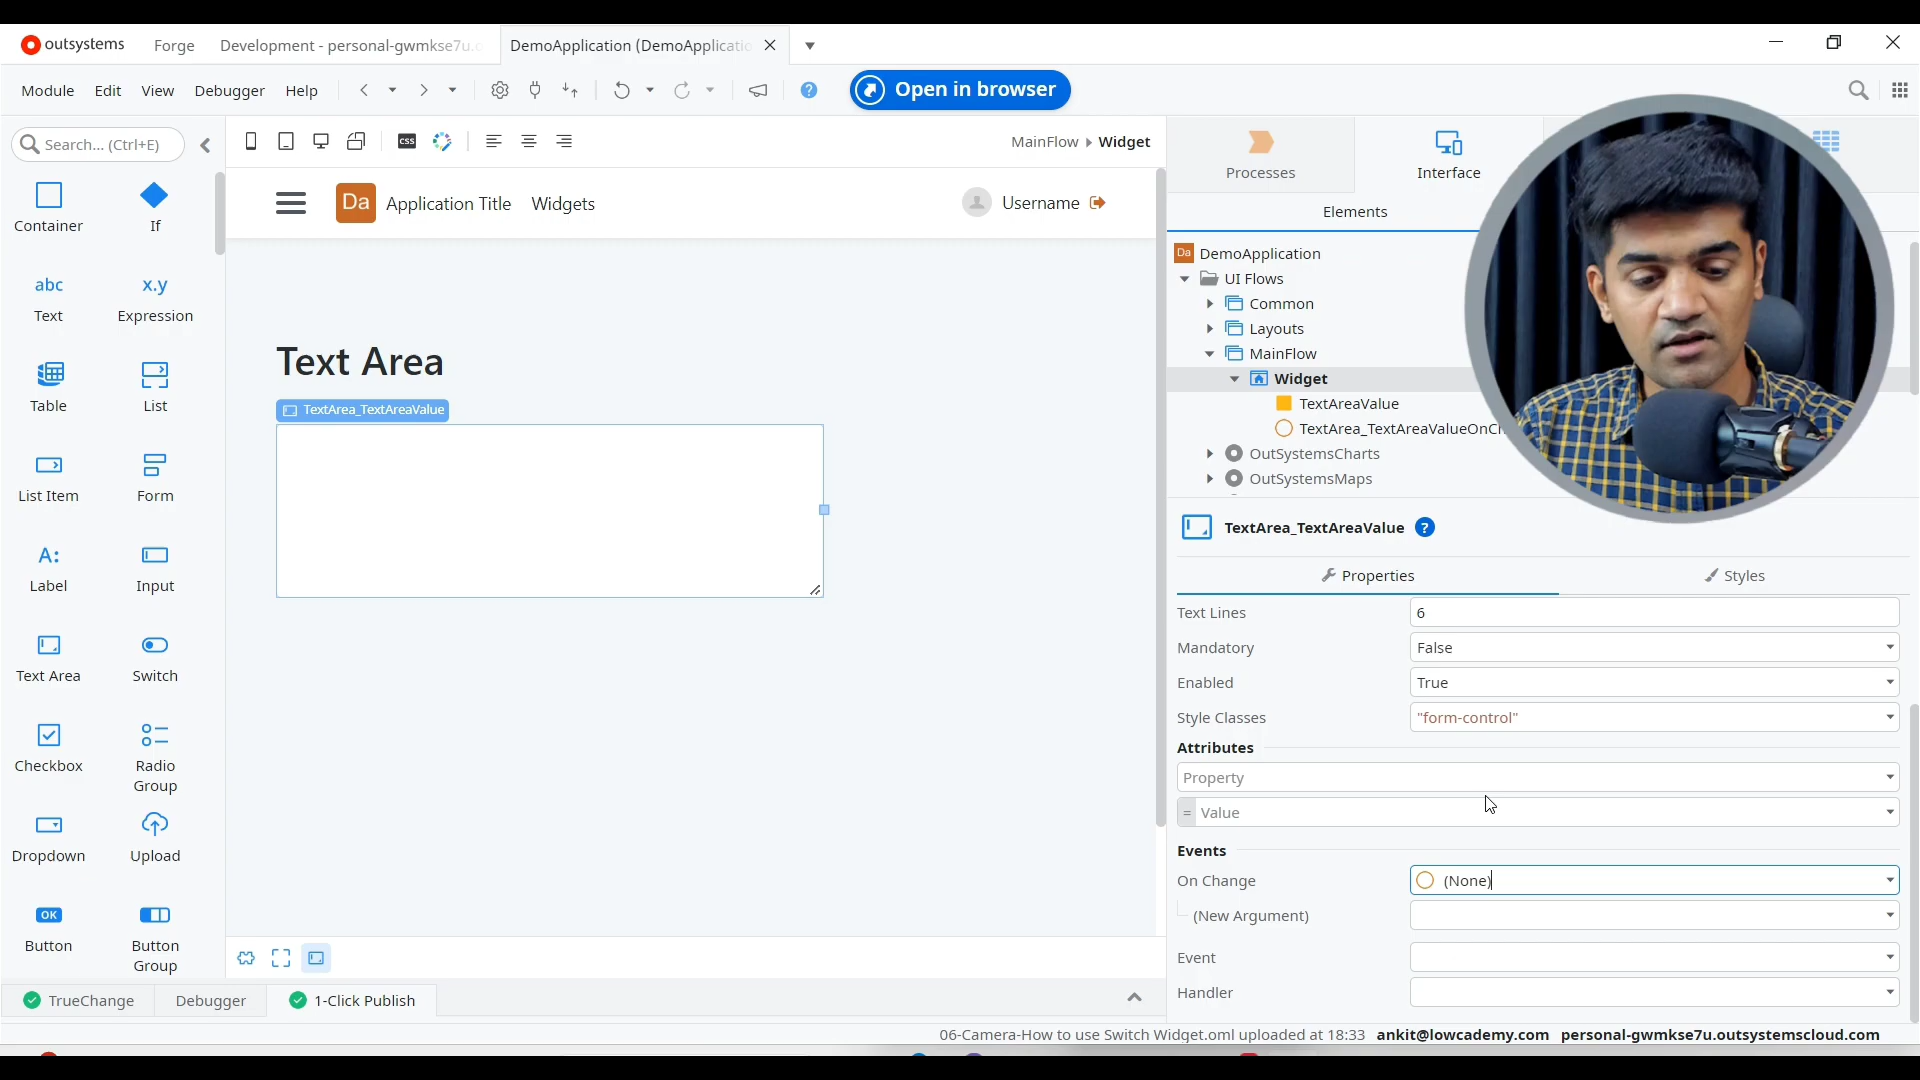 outsystems Forge Development - personal-gwmkse7u.o DemoApplication (DemoApplicatio
Module Edit View Debugger Help Open in browser
Search... (Ctrl+E)
CSS
MainFlow Widget
Container If
abc x.y
Text Expression
Table List
List Item Form
A:
Label Input
Text Area Switch
Checkbox Radio
Group
Dropdown Upload
OK
Button Button
Group
Da Application Title Widgets Username
Text Area
TextArea_TextAreaValue
Processes Interface
Elements
Da DemoApplication
UI Flows
Common
Layouts
MainFlow
Widget
TextAreaValue
TextArea_TextAreaValueOnCh
OutSystemsCharts
OutSystemsMaps
TextArea_TextAreaValue ?
Properties Styles
Text Lines 6
Mandatory False
Enabled True
Style Classes "form-control"
Attributes
Property
= Value
Events
On Change (None)
(New Argument)
Event
Handler
TrueChange Debugger 1-Click Publish
06-Camera-How to use Switch Widget.oml uploaded at 18:33 ankit@lowcademy.com personal-gwmkse7u.outsystemscloud.com